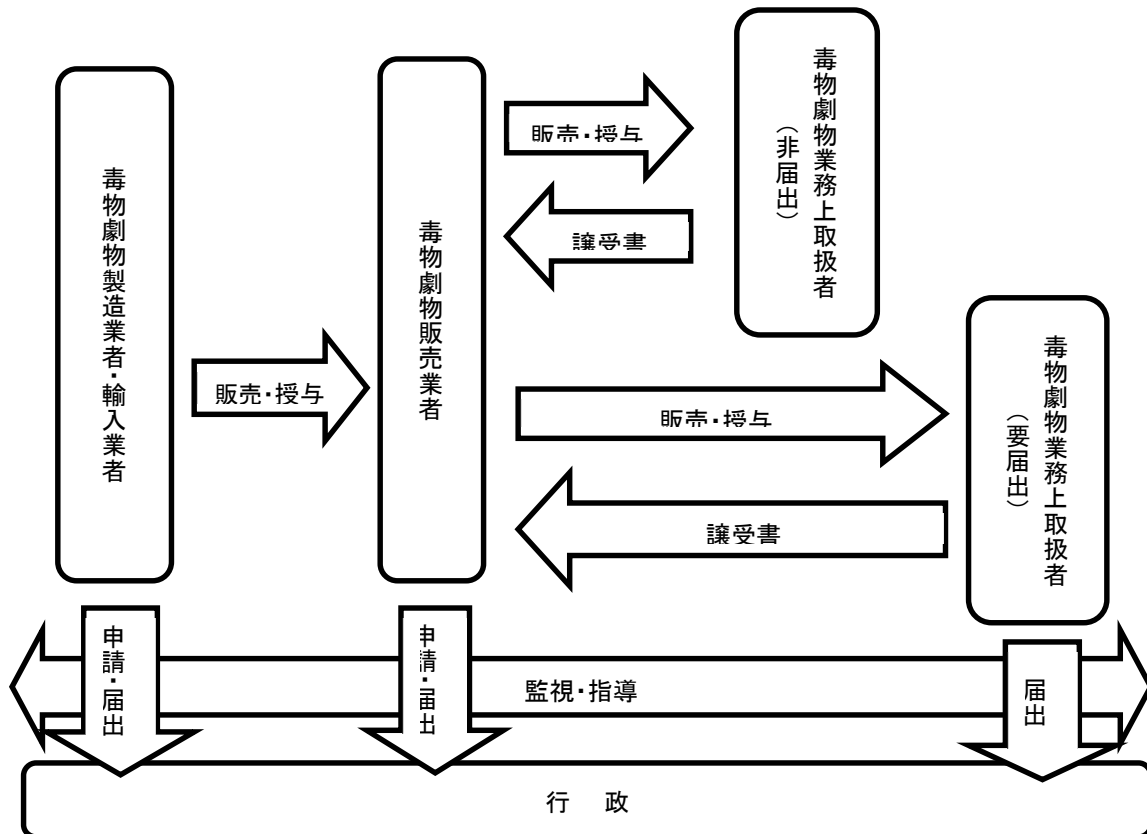 毒物劇物製造業者・輸入業者
販売・授与
毒物劇物販売業者
販売・授与
譲受書
毒物劇物業務上取扱者
（非届出）
販売・授与
譲受書
毒物劇物業務上取扱者
（要届出）
申請・届出
申請・届出
届出
監視・指導
行　政